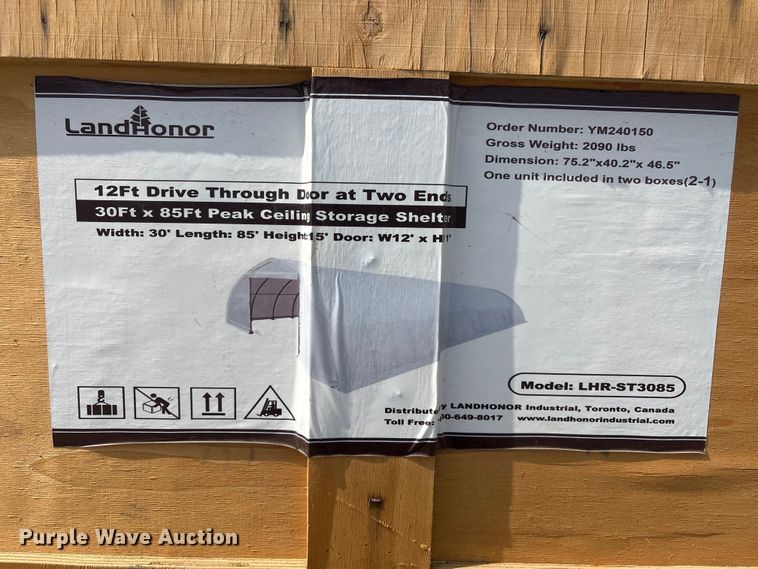 LandHonor
Order Number: YM240150
Gross Weight: 2090 lbs
Dimension: 75.2"x40.2"x 46.5"
One unit included in two boxes(2-1)
12Ft Drive Through Door at Two Ends
30Ft x 85Ft Peak Ceiling Storage Shelter
Width: 30' Length: 85' Height:15' Door: W12' x
Model: LHR-ST3085
LANDHONOR Industrial, Toronto, Canada
Toll Free: 00-649-8017 www.landhonorindustrial.com
Purple Wave Auction